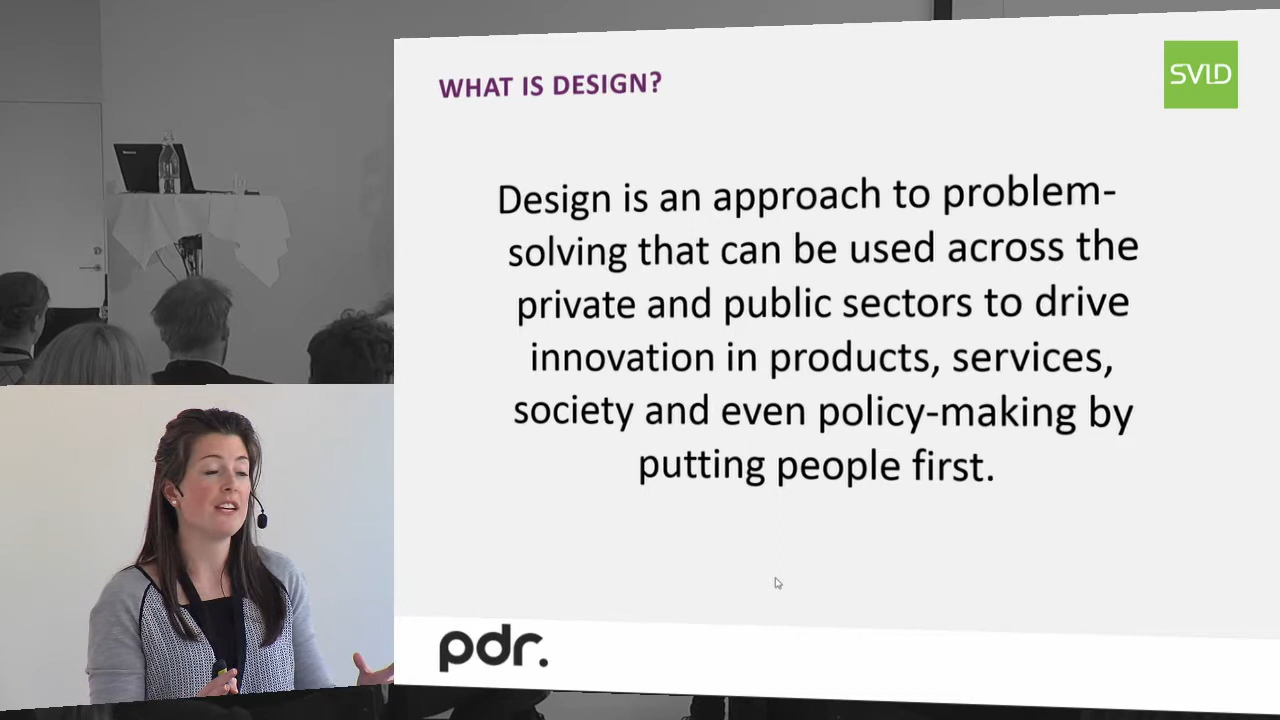 WHAT IS DESIGN?
SVID
Design is an approach to problem-
solving that can be used across the
private and public sectors to drive
innovation in products, services,
society and even policy-making by
putting people first.
pdr.